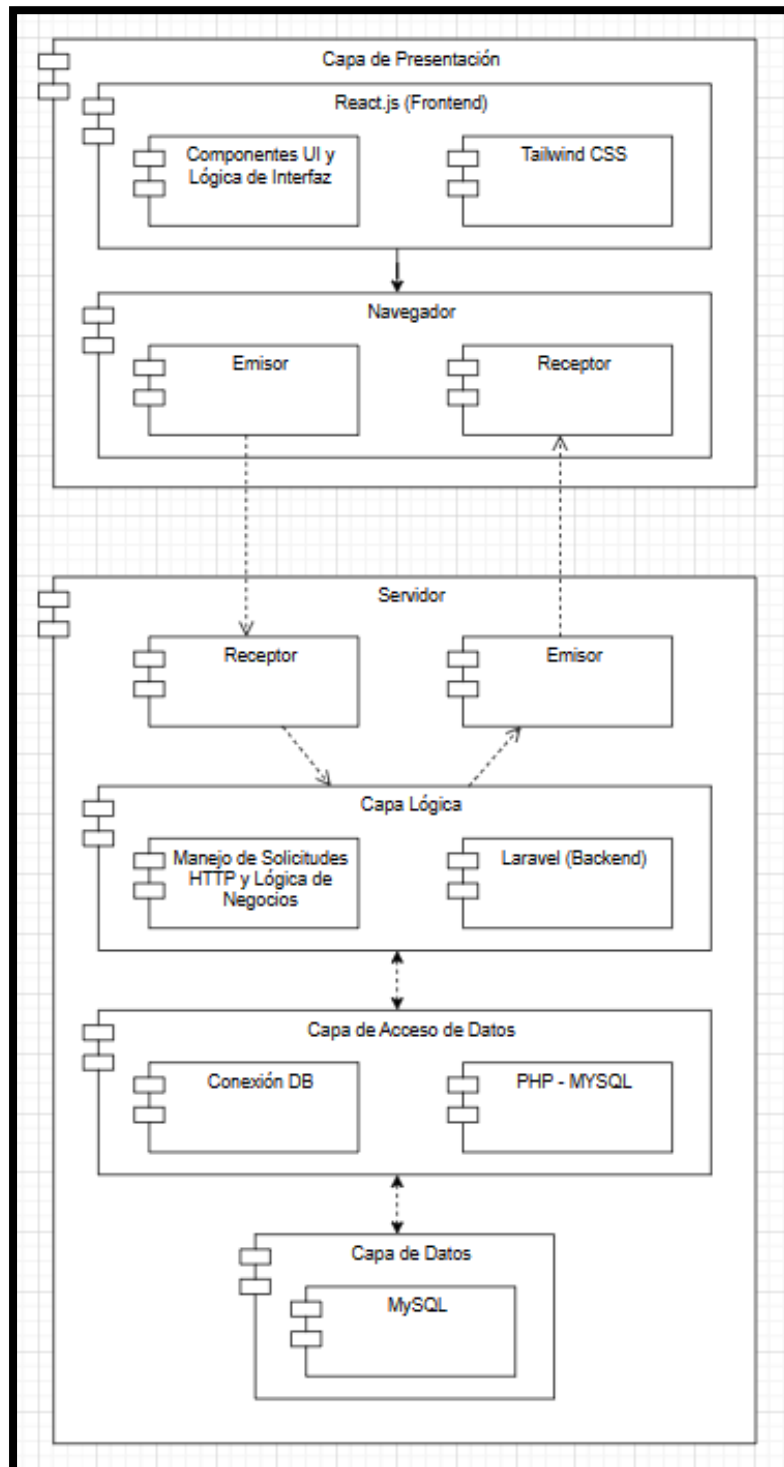 Capa de Presentación
React.js (Frontend)
Componentes UI y
Lógica de Interfaz
Tailwind CSS
Navegador
Emisor
Receptor
Servidor
Receptor
Emisor
Capa Lógica
Manejo de Solicitudes
HTTP y Lógica de
Negocios
Laravel (Backend)
Capa de Acceso de Datos
Conexión DB
PHP - MYSQL
Capa de Datos
MySQL